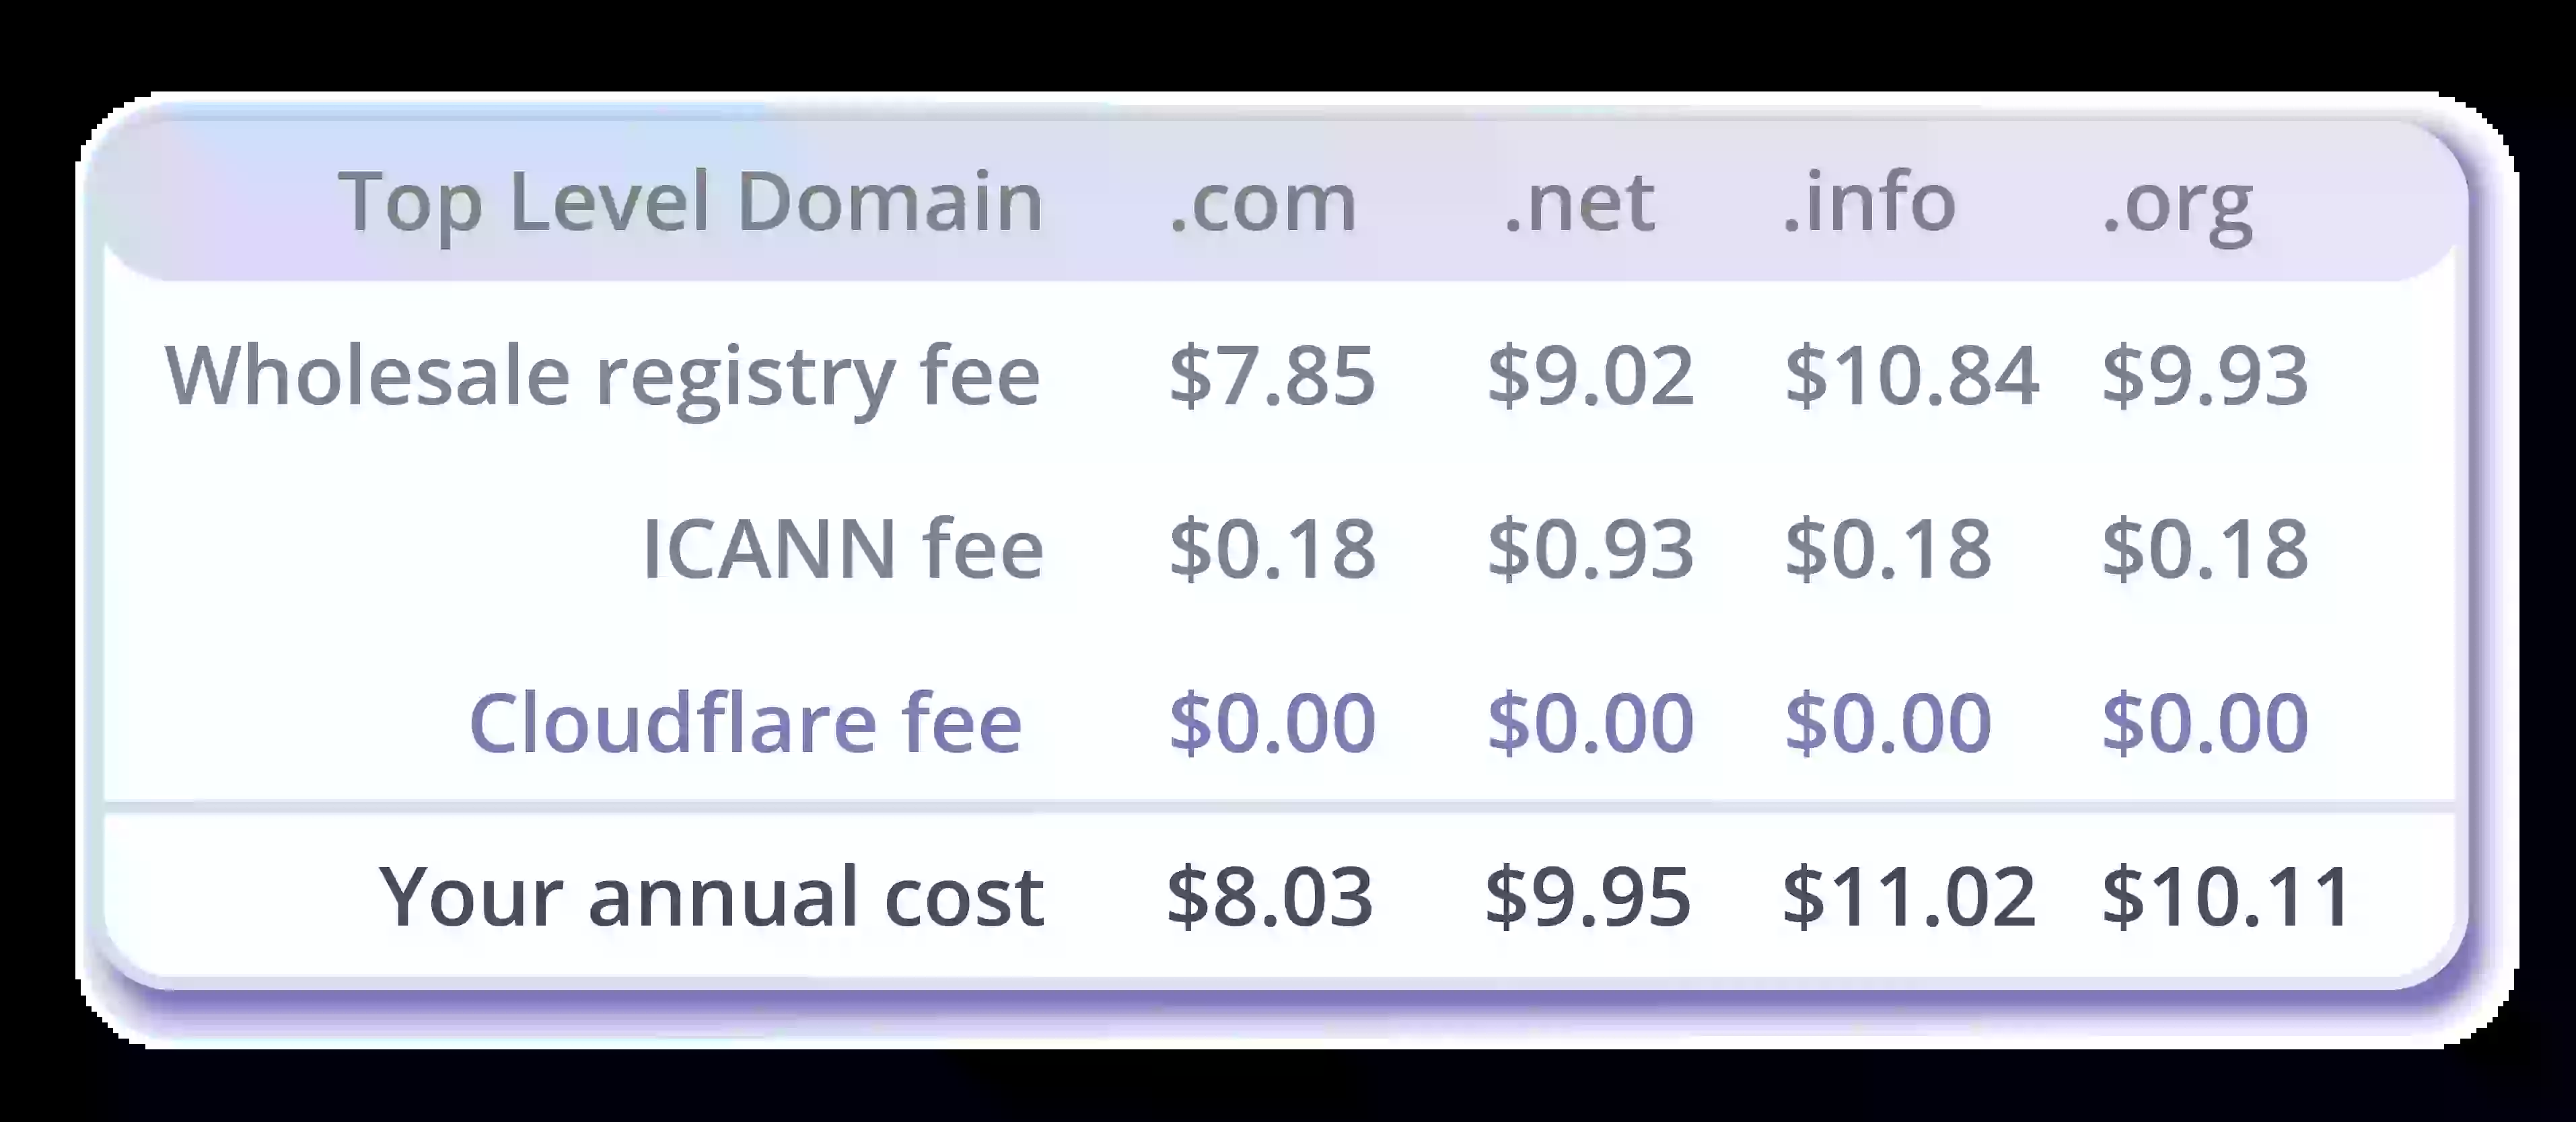 Top Level Domain .com .net .info .org
Wholesale registry fee $7.85 $9.02 $10.84 $9.93
ICANN fee $0.18 $0.93 $0.18 $0.18
Cloudflare fee $0.00 $0.00 $0.00 $0.00
Your annual cost $8.03 $9.95 $11.02 $10.11